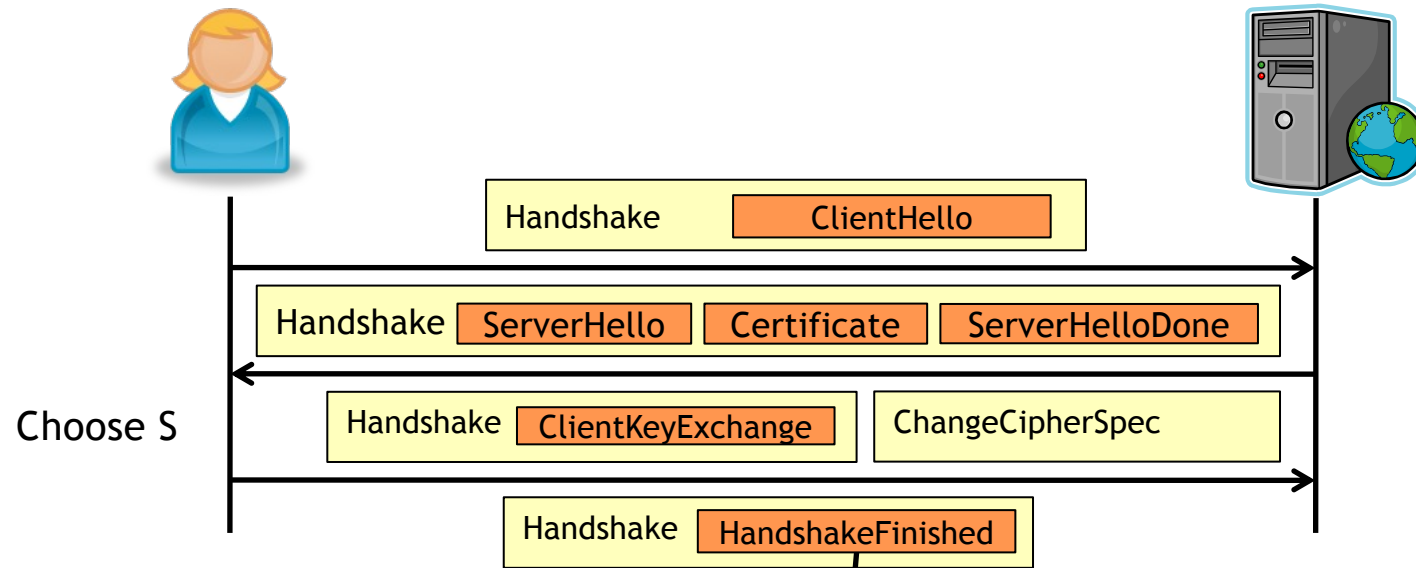 Handshake ClientHello
Handshake ServerHello Certificate ServerHelloDone
Choose S Handshake ClientKeyExchange ChangeCipherSpec
Handshake HandshakeFinished